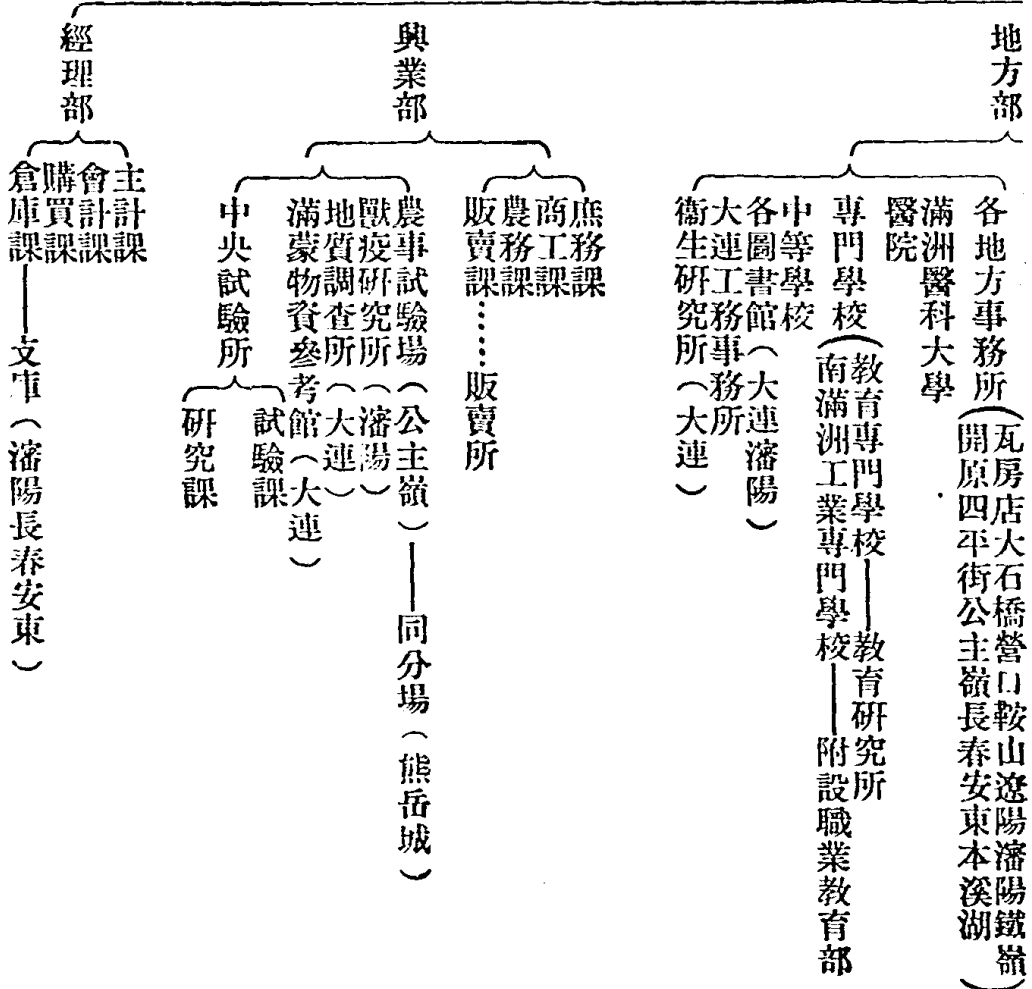 地方部
各地方事務所（瓦房店大石橋營口鞍山遼陽瀋陽鐵嶺
開原四平街公主嶺長春安東本溪湖）
滿洲醫科大學
醫院
專門學校（教育專門學校——教育研究所
南滿洲工業專門學校——附設職業教育部
中等學校
各圖書館（大連瀋陽）
大連工務事務所
衞生研究所（大連）
興業部
庶務課
商工課
農務課
販賣課……販賣所
農事試驗場（公主嶺）——同分場（熊岳城）
獸疫研究所（瀋陽）
地質調查所（大連）
滿蒙物資參考館（大連）
中央試驗所
試驗課
研究課
經理部
主計課
會計課
購買課
倉庫課——文庫（瀋陽長春安東）